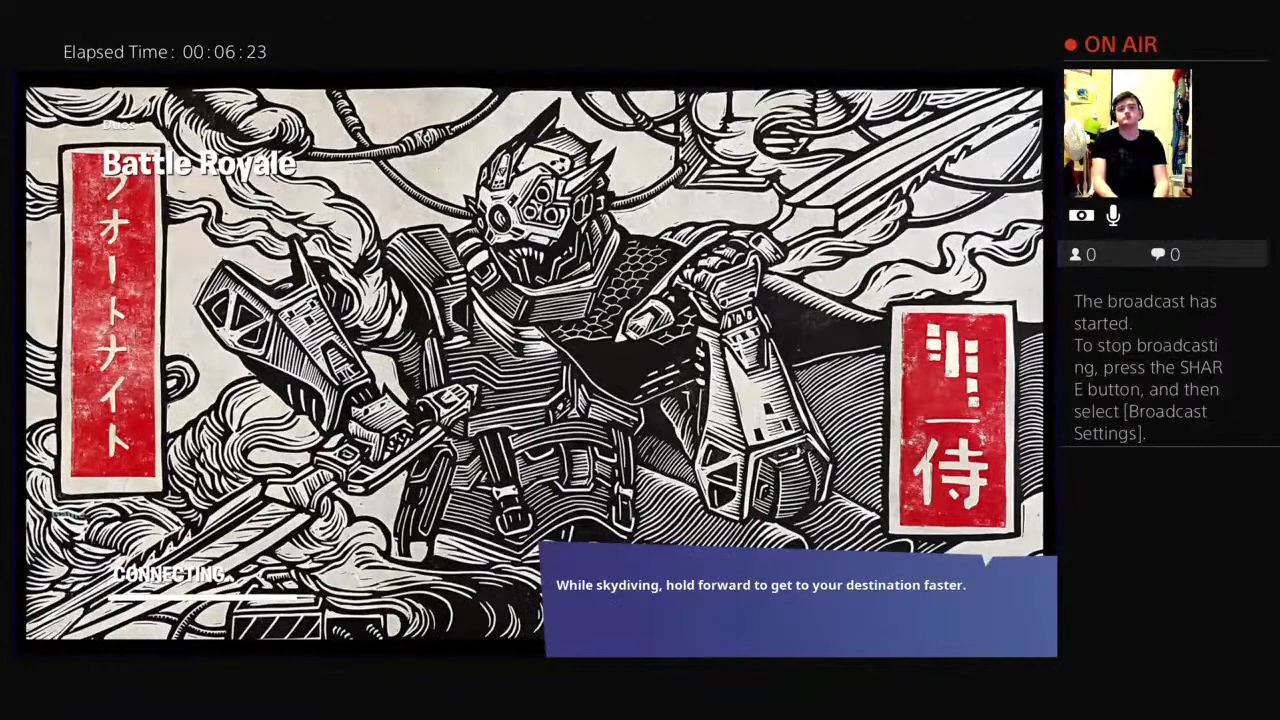 Elapsed Time: 00:06:23
ON AIR
Duos
Battle Royale
フォートナイト
侍
CONNECTING..
While skydiving, hold forward to get to your destination faster.
0
0
The broadcast has
started.
To stop broadcasti
ng, press the SHAR
E button, and then
select [Broadcast
Settings].